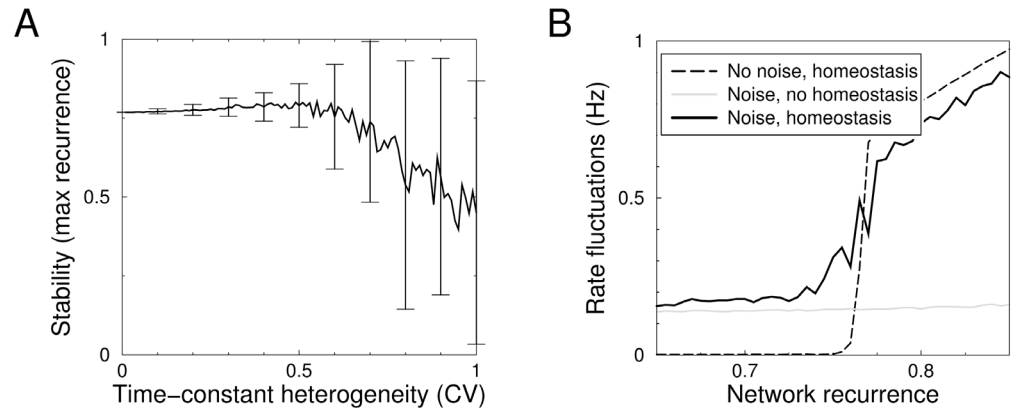 A
Stability (max recurrence)
1
0.5
0
0
0.5
1
Time-constant heterogeneity (CV)
B
Rate fluctuations (Hz)
1
0.5
0
No noise, homeostasis
Noise, no homeostasis
Noise, homeostasis
0.7
0.8
Network recurrence